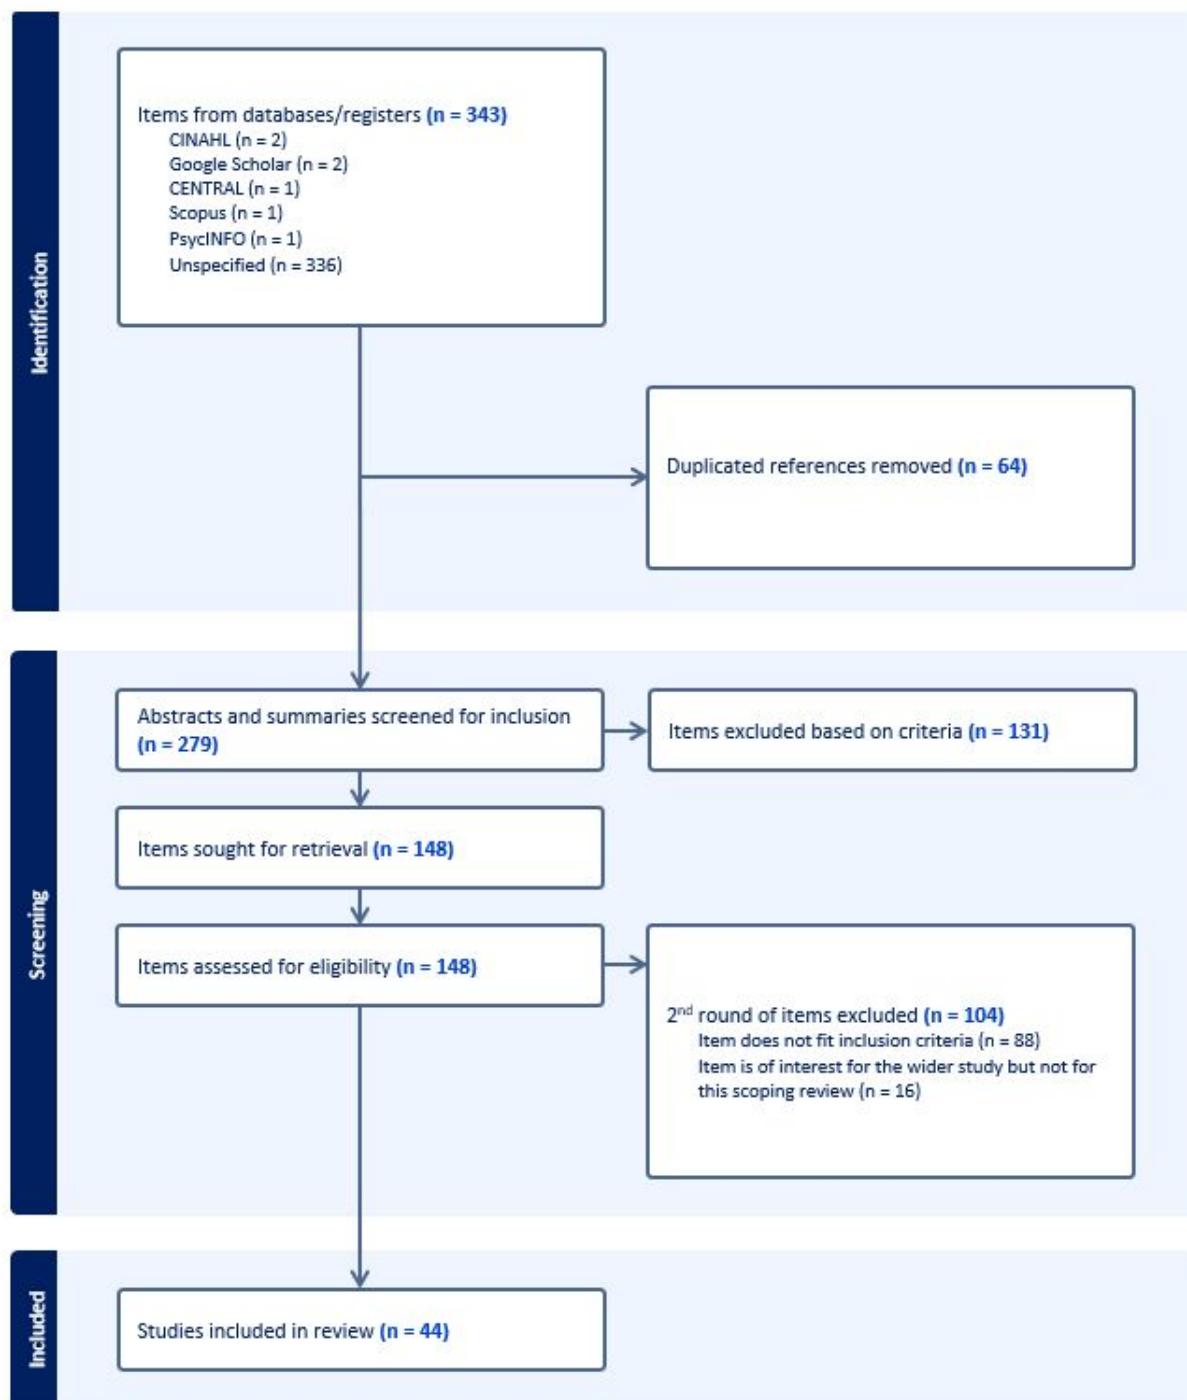 Identification
Items from databases/registers (n = 343)
CINAHL (n = 2)
Google Scholar (n = 2)
CENTRAL (n = 1)
Scopus (n = 1)
PsycINFO (n = 1)
Unspecified (n = 336)
Duplicated references removed (n = 64)
Screening
Abstracts and summaries screened for inclusion
(n = 279)
Items excluded based on criteria (n = 131)
Items sought for retrieval (n = 148)
Items assessed for eligibility (n = 148)
2nd round of items excluded (n = 104)
Item does not fit inclusion criteria (n = 88)
Item is of interest for the wider study but not for
this scoping review (n = 16)
Included
Studies included in review (n = 44)